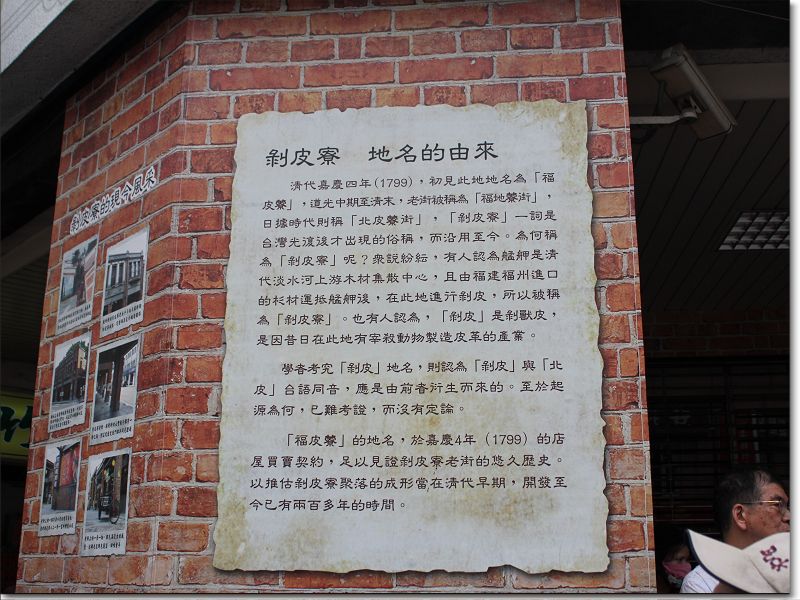 剝皮寮　地名的由來
清代嘉慶四年(1799)，初見此地地名為「福
皮藔」，道光中期至清末，老街被稱為「福地藔街」，
日據時代則稱「北皮藔街」，「剝皮寮」一詞是
台灣光復後才出現的俗稱，而沿用至今。為何稱
為「剝皮寮」呢？眾說紛紜，有人認為艋舺是清
代淡水河上游木材集散中心，且由福建福州進口
的杉材運抵艋舺後，在此地進行剝皮，所以被稱
為「剝皮寮」。也有人認為，「剝皮」是剝獸皮，
是因昔日在此地有宰殺動物製造皮革的產業。
學者考究「剝皮」地名，則認為「剝皮」與「北
皮」台語同音，應是由前者衍生而來的。至於起
源為何，已難考證，而沒有定論。
「福皮藔」的地名，於嘉慶4年（1799）的店
屋買賣契約，足以見證剝皮寮老街的悠久歷史。
以推估剝皮寮聚落的成形當在清代早期，開發至
今已有兩百多年的時間。
剝皮寮的現今風采